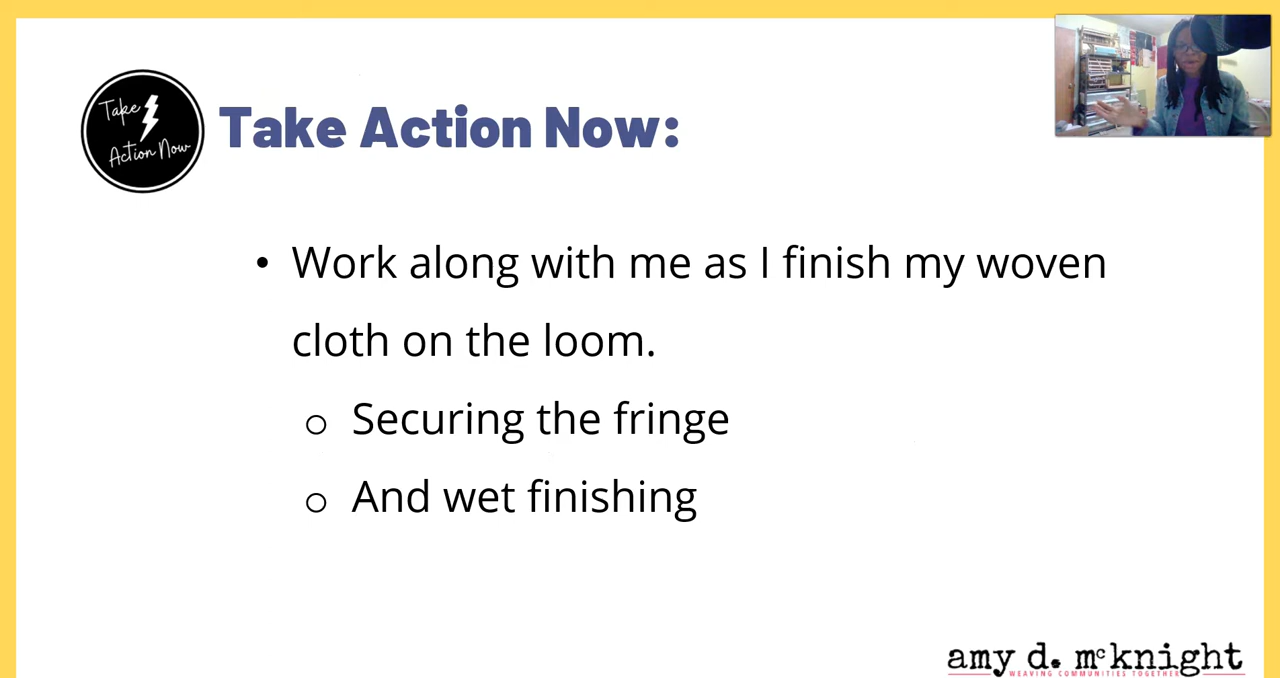 Take
Action Now
Take Action Now:
• Work along with me as I finish my woven
cloth on the loom.
o Securing the fringe
o And wet finishing
amy d. mcknight
WEAVING COMMUNITIES TOGETHER